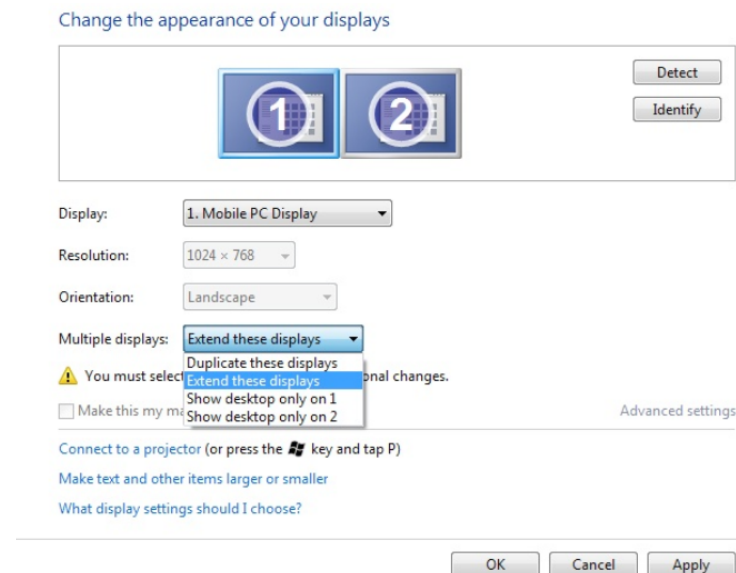 Change the appearance of your displays
1
2
Detect
Identify
Display:
1. Mobile PC Display
Resolution:
1024 × 768
Orientation:
Landscape
Multiple displays:
Extend these displays
Duplicate these displays
Extend these displays
Show desktop only on 1
Show desktop only on 2
You must selec
onal changes.
Make this my ma
Advanced settings
Connect to a projector (or press the key and tap P)
Make text and other items larger or smaller
What display settings should I choose?
OK
Cancel
Apply